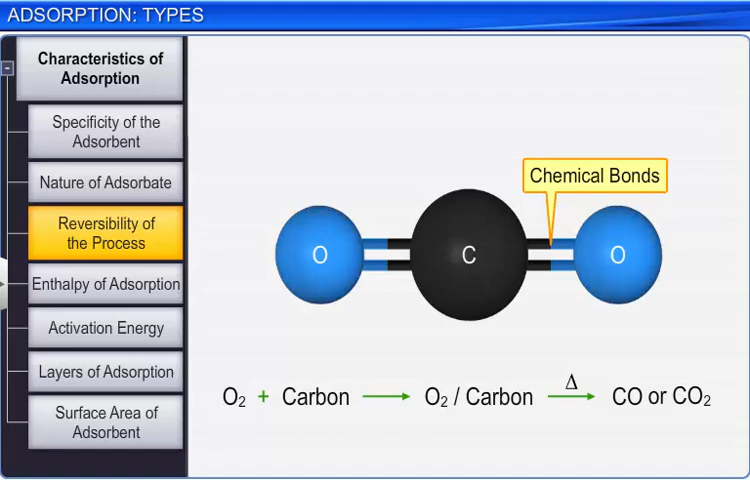 ADSORPTION: TYPES
Characteristics of
Adsorption
Specificity of the
Adsorbent
Nature of Adsorbate
Reversibility of
the Process
Enthalpy of Adsorption
Activation Energy
Layers of Adsorption
Surface Area of
Adsorbent
Chemical Bonds
O C O
Δ
O₂ + Carbon → O₂ / Carbon → CO or CO₂